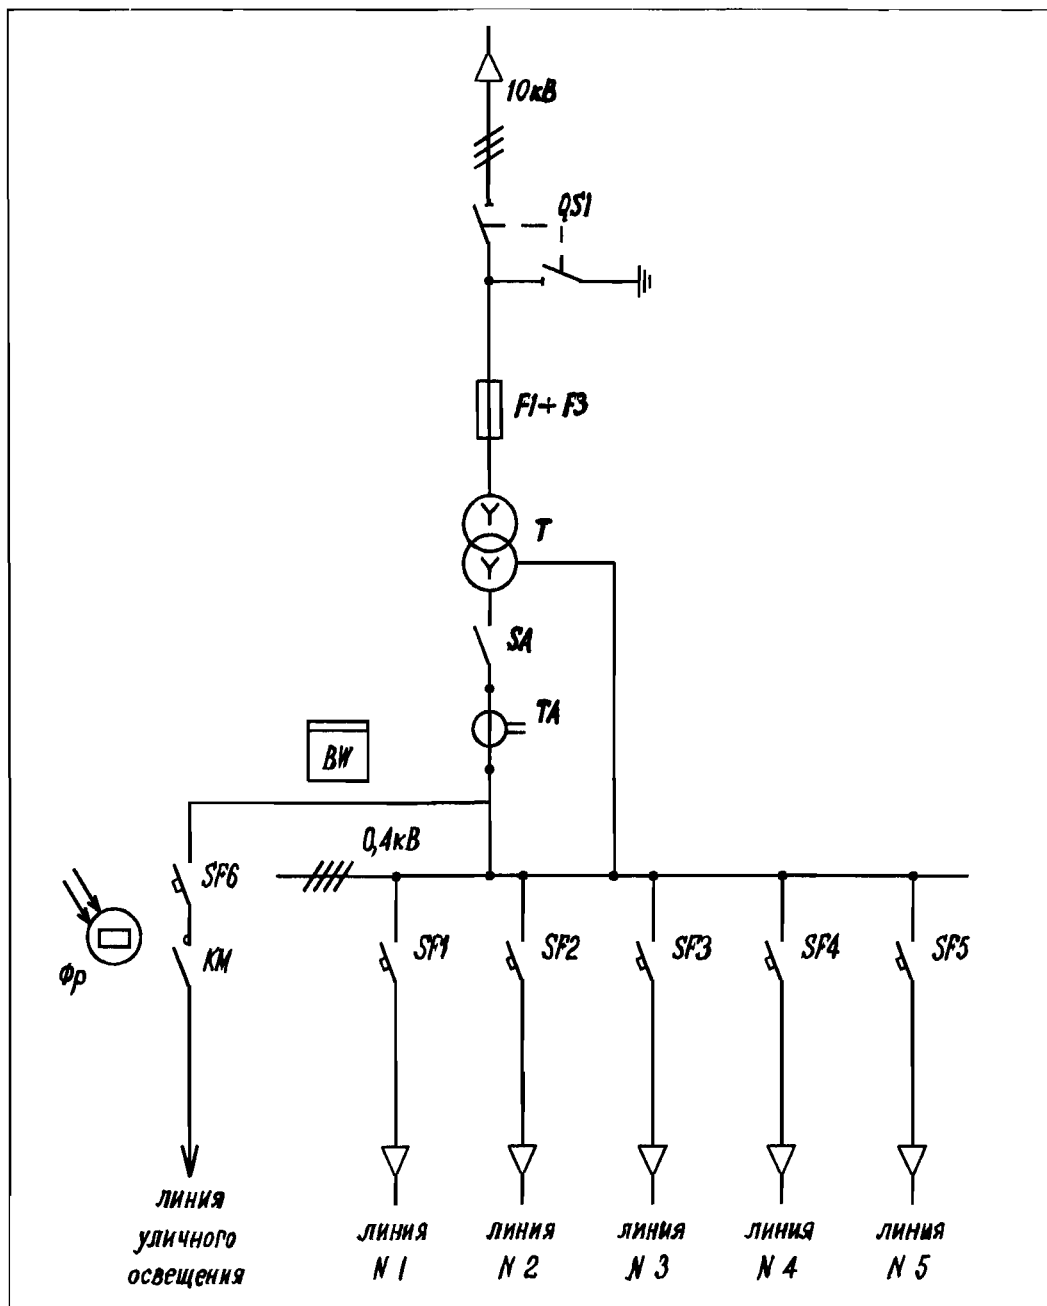 10кВ
QS1
F1+F3
Y
T
Y
SA
TA
BW
0,4кВ
SF6
SF1
SF2
SF3
SF4
SF5
КМ
Фр
линия
уличного
освещения
линия
N 1
линия
N 2
линия
N 3
линия
N 4
линия
N 5